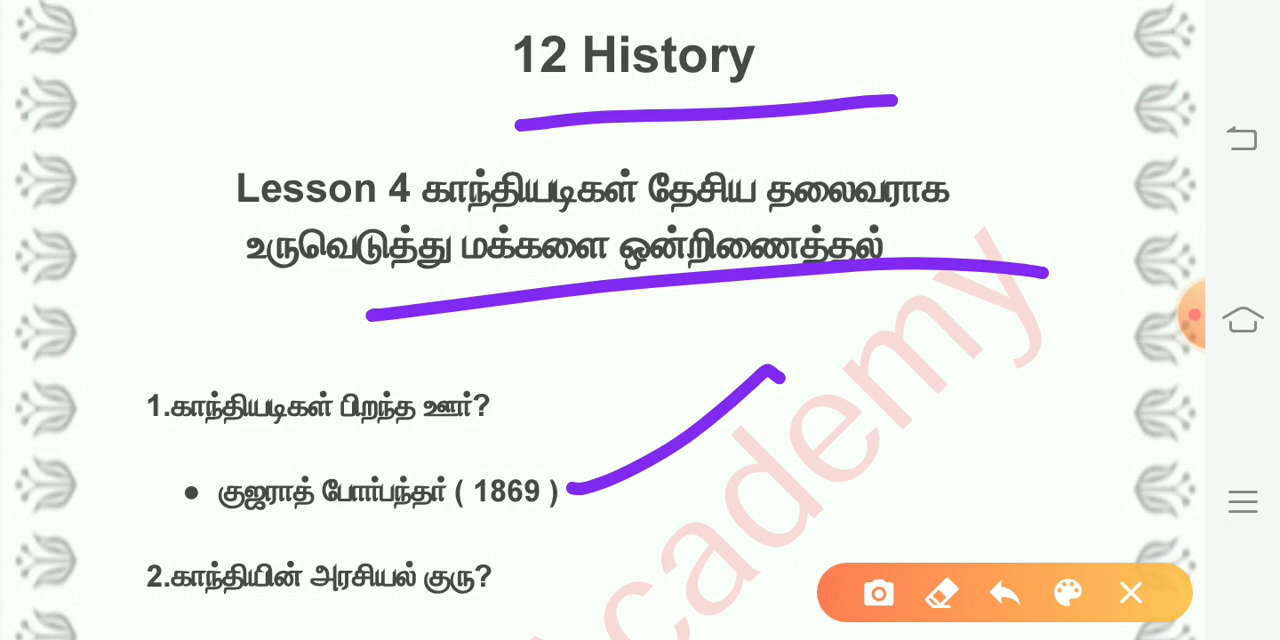 12 History
Lesson 4 காந்தியடிகள் தேசிய தலைவராக
உருவெடுத்து மக்களை ஒன்றிணைத்தல்
1.காந்தியடிகள் பிறந்த ஊர்?
● குஜராத் போர்பந்தர் ( 1869 )
2.காந்தியின் அரசியல் குரு?
cademy